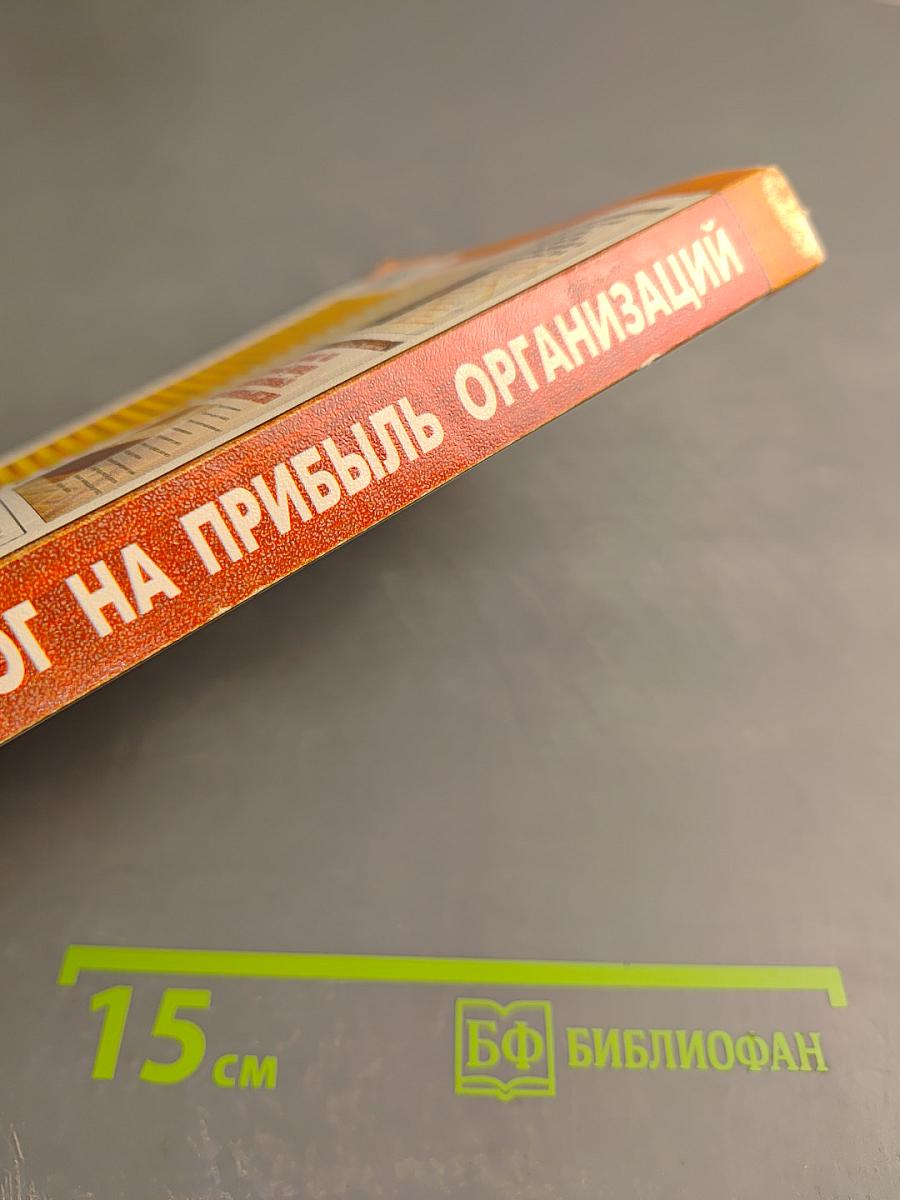 ОГ НА ПРИБЫЛЬ ОРГАНИЗАЦИЙ
15 см
БФ БИБЛИОФАН